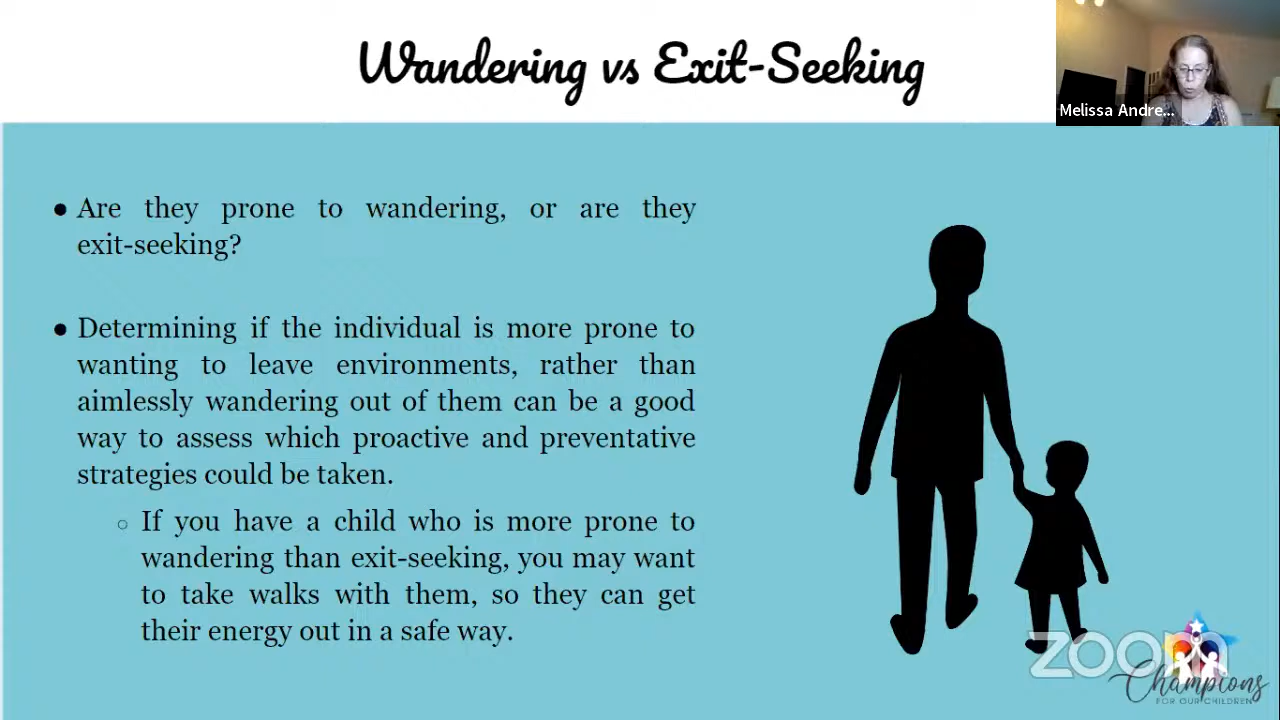 Wandering vs Exit-Seeking
Melissa Andre...
● Are they prone to wandering, or are they
exit-seeking?
● Determining if the individual is more prone to
wanting to leave environments, rather than
aimlessly wandering out of them can be a good
way to assess which proactive and preventative
strategies could be taken.
○ If you have a child who is more prone to
wandering than exit-seeking, you may want
to take walks with them, so they can get
their energy out in a safe way.
zoom
Champions
FOR OUR CHILDREN